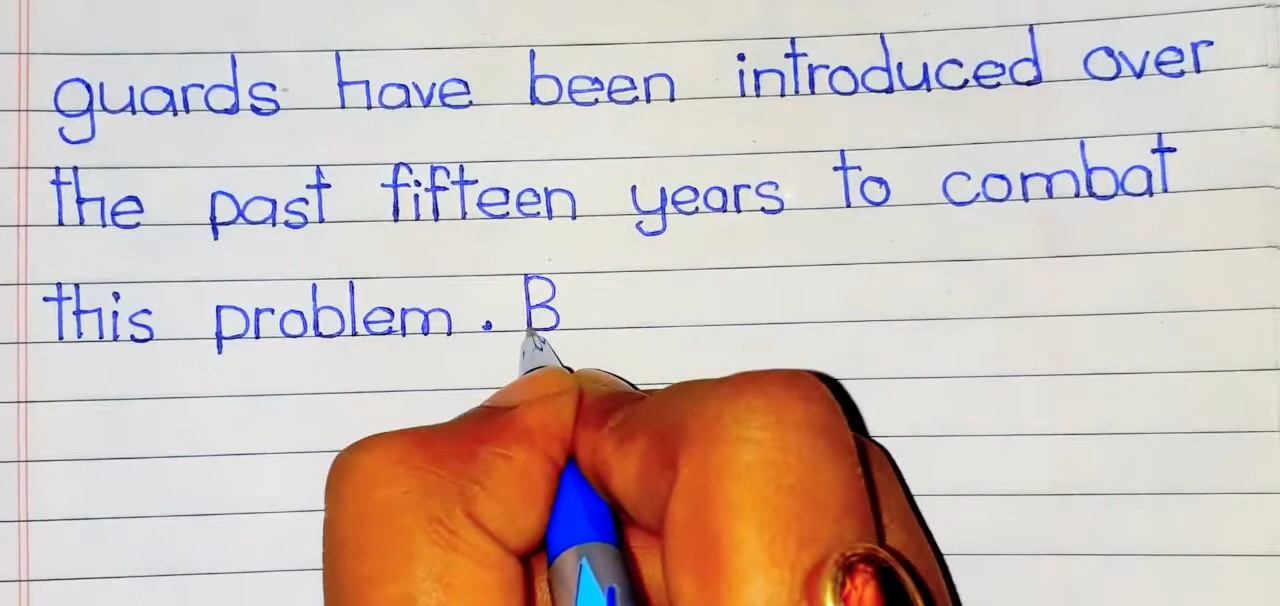 guards have been introduced over
the past fifteen years to combat
this problem. B